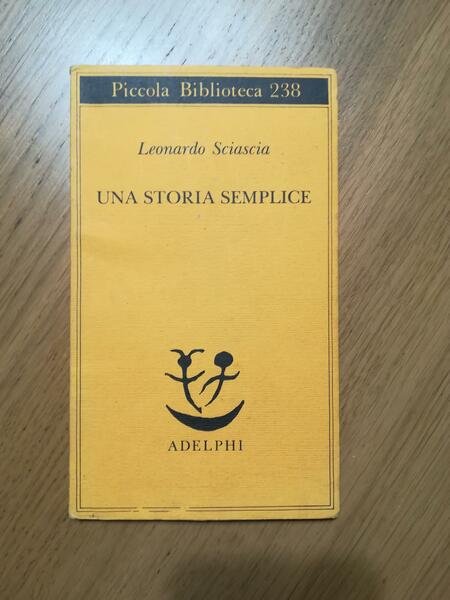 Piccola Biblioteca 238
Leonardo Sciascia
UNA STORIA SEMPLICE
ADELPHI